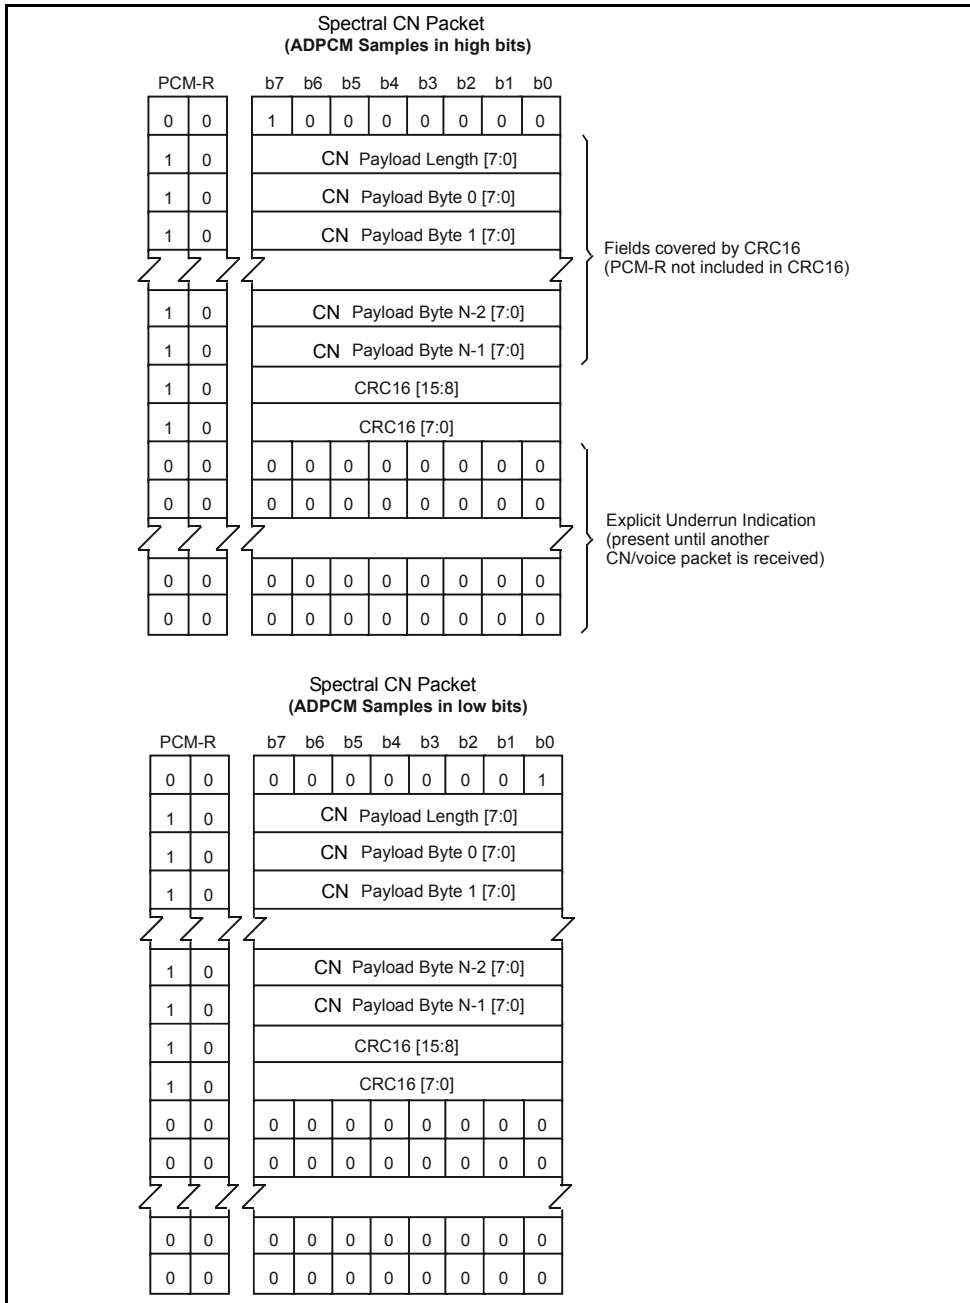 Spectral CN Packet
(ADPCM Samples in high bits)
PCM-R b7 b6 b5 b4 b3 b2 b1 b0
0 0 1 0 0 0 0 0 0 0
1 0 CN Payload Length [7:0]
1 0 CN Payload Byte 0 [7:0]
1 0 CN Payload Byte 1 [7:0]
Fields covered by CRC16
(PCM-R not included in CRC16)
1 0 CN Payload Byte N-2 [7:0]
1 0 CN Payload Byte N-1 [7:0]
1 0 CRC16 [15:8]
1 0 CRC16 [7:0]
0 0 0 0 0 0 0 0 0 0
0 0 0 0 0 0 0 0 0 0
Explicit Underrun Indication
(present until another
CN/voice packet is received)
0 0 0 0 0 0 0 0 0 0
0 0 0 0 0 0 0 0 0 0
Spectral CN Packet
(ADPCM Samples in low bits)
PCM-R b7 b6 b5 b4 b3 b2 b1 b0
0 0 0 0 0 0 0 0 0 1
1 0 CN Payload Length [7:0]
1 0 CN Payload Byte 0 [7:0]
1 0 CN Payload Byte 1 [7:0]
1 0 CN Payload Byte N-2 [7:0]
1 0 CN Payload Byte N-1 [7:0]
1 0 CRC16 [15:8]
1 0 CRC16 [7:0]
0 0 0 0 0 0 0 0 0 0
0 0 0 0 0 0 0 0 0 0
0 0 0 0 0 0 0 0 0 0
0 0 0 0 0 0 0 0 0 0